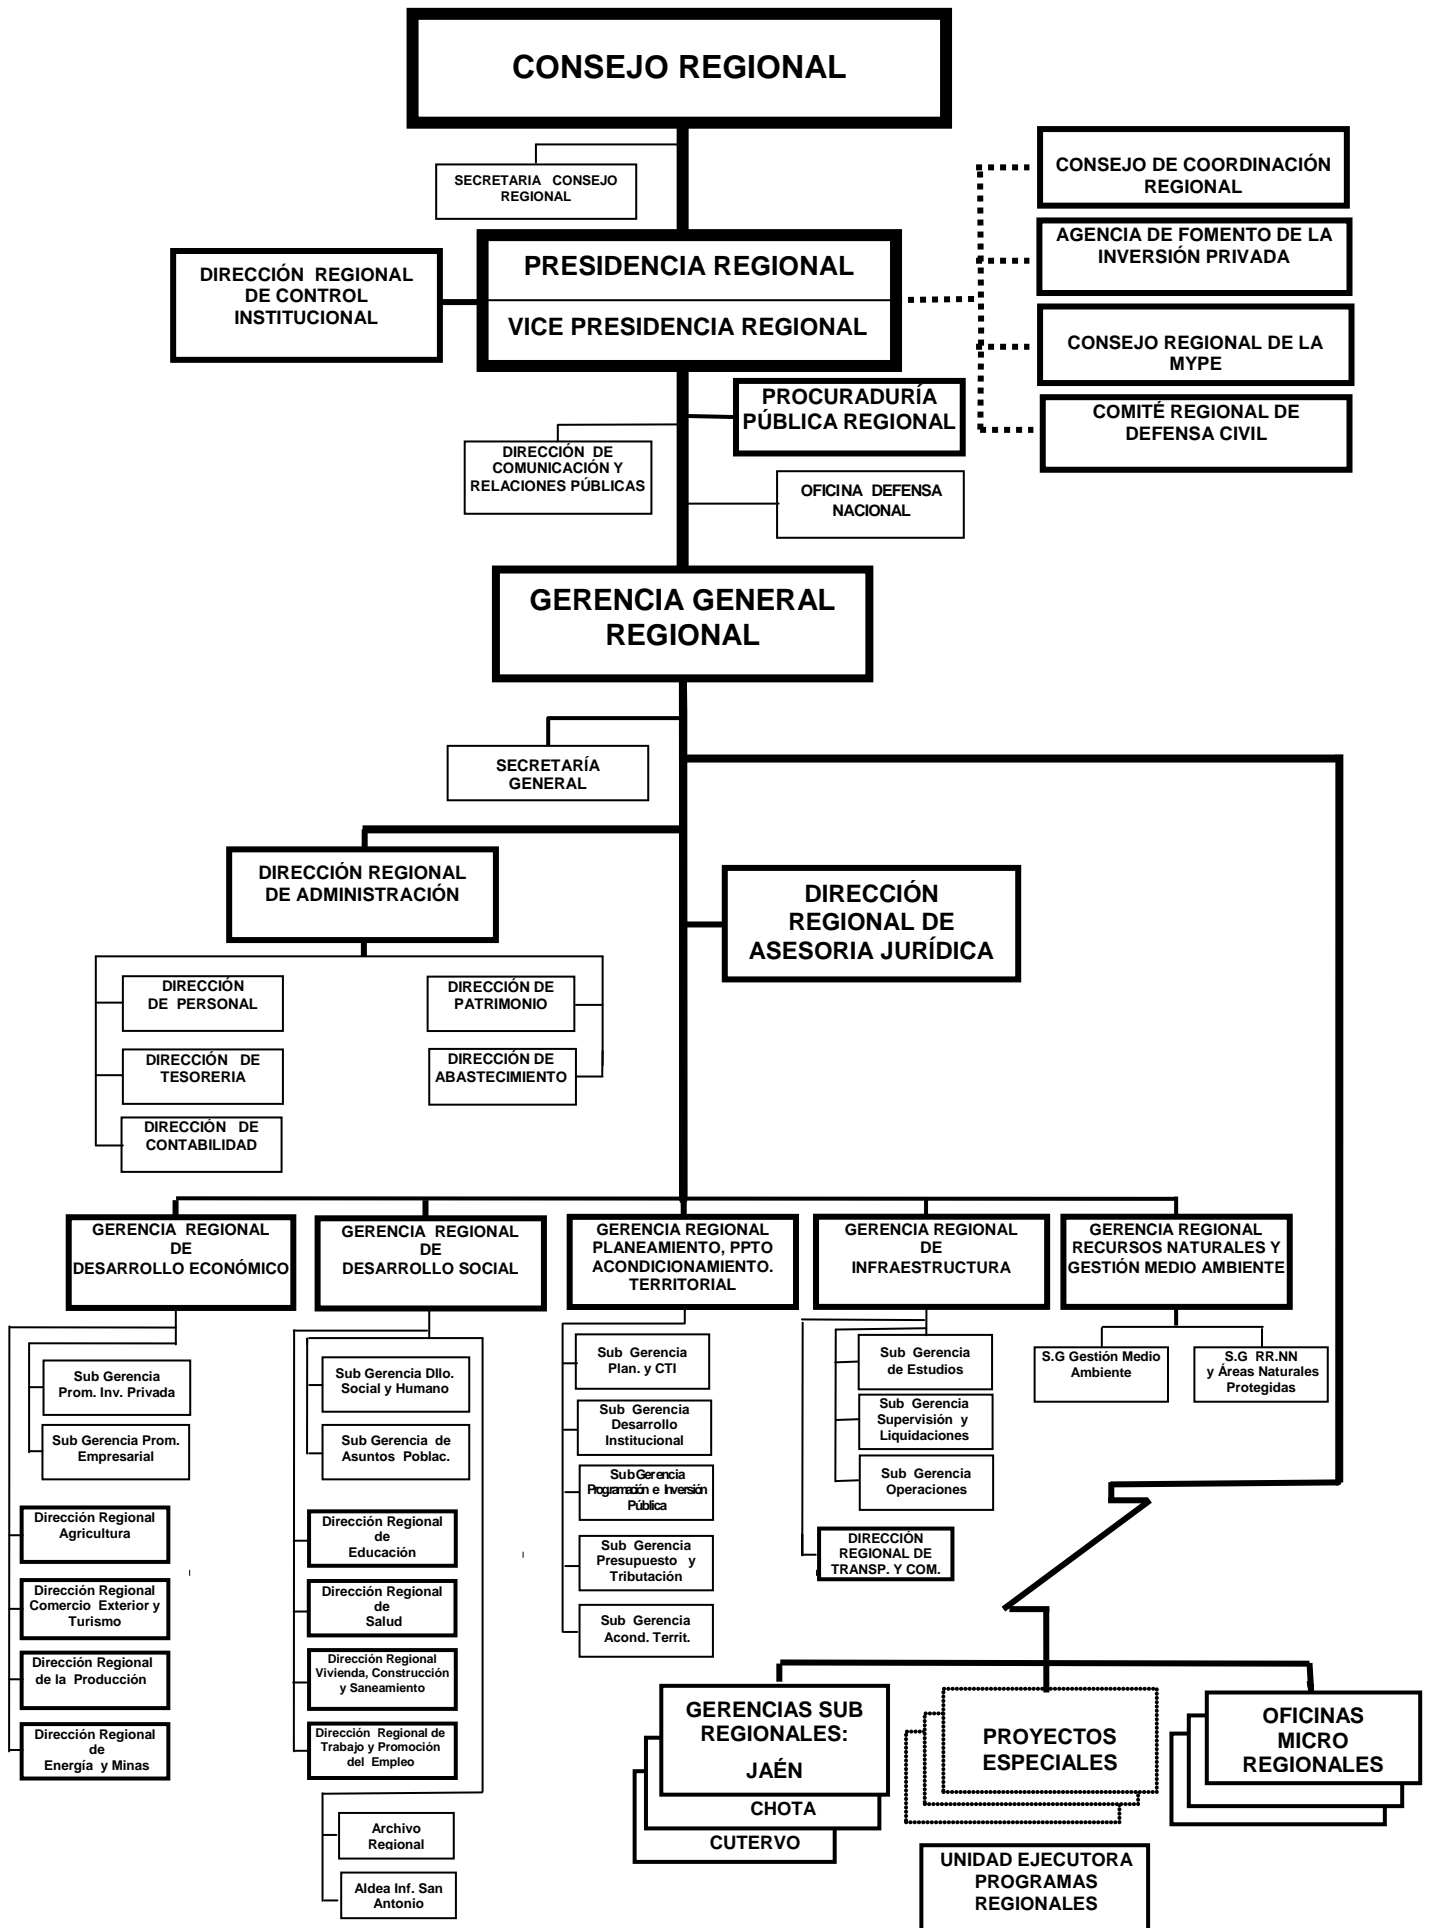 CONSEJO REGIONAL
SECRETARIA CONSEJO
REGIONAL
CONSEJO DE COORDINACIÓN
REGIONAL
AGENCIA DE FOMENTO DE LA
INVERSIÓN PRIVADA
CONSEJO REGIONAL DE LA
MYPE
COMITÉ REGIONAL DE
DEFENSA CIVIL
DIRECCIÓN REGIONAL
DE CONTROL
INSTITUCIONAL
PRESIDENCIA REGIONAL
VICE PRESIDENCIA REGIONAL
PROCURADURÍA
PÚBLICA REGIONAL
DIRECCIÓN DE
COMUNICACIÓN Y
RELACIONES PÚBLICAS
OFICINA DEFENSA
NACIONAL
GERENCIA GENERAL
REGIONAL
SECRETARÍA
GENERAL
DIRECCIÓN REGIONAL
DE ADMINISTRACIÓN
DIRECCIÓN
REGIONAL DE
ASESORIA JURÍDICA
DIRECCIÓN
DE PERSONAL
DIRECCIÓN DE
PATRIMONIO
DIRECCIÓN DE
TESORERIA
DIRECCIÓN DE
ABASTECIMIENTO
DIRECCIÓN DE
CONTABILIDAD
GERENCIA REGIONAL
DE
DESARROLLO ECONÓMICO
GERENCIA REGIONAL
DE
DESARROLLO SOCIAL
GERENCIA REGIONAL
PLANEAMIENTO, PPTO
ACONDICIONAMIENTO.
TERRITORIAL
GERENCIA REGIONAL
DE
INFRAESTRUCTURA
GERENCIA REGIONAL
RECURSOS NATURALES Y
GESTIÓN MEDIO AMBIENTE
Sub Gerencia
Prom. Inv. Privada
Sub Gerencia Prom.
Empresarial
Dirección Regional
Agricultura
Dirección Regional
Comercio Exterior y
Turismo
Dirección Regional
de la Producción
Dirección Regional
de
Energía y Minas
Sub Gerencia Dllo.
Social y Humano
Sub Gerencia de
Asuntos Poblac.
Dirección Regional
de
Educación
Dirección Regional
de
Salud
Dirección Regional
Vivienda, Construcción
y Saneamiento
Dirección Regional de
Trabajo y Promoción
del Empleo
Archivo
Regional
Aldea Inf. San
Antonio
Sub Gerencia
Plan. y CTI
Sub Gerencia
Desarrollo
Institucional
Sub Gerencia
Programación e Inversión
Pública
Sub Gerencia
Presupuesto y
Tributación
Sub Gerencia
Acond. Territ.
Sub Gerencia
de Estudios
Sub Gerencia
Supervisión y
Liquidaciones
Sub Gerencia
Operaciones
DIRECCIÓN
REGIONAL DE
TRANSP. Y COM.
S.G Gestión Medio
Ambiente
S.G RR.NN
y Áreas Naturales
Protegidas
GERENCIAS SUB
REGIONALES:
JAÉN
CHOTA
CUTERVO
PROYECTOS
ESPECIALES
OFICINAS
MICRO
REGIONALES
UNIDAD EJECUTORA
PROGRAMAS
REGIONALES